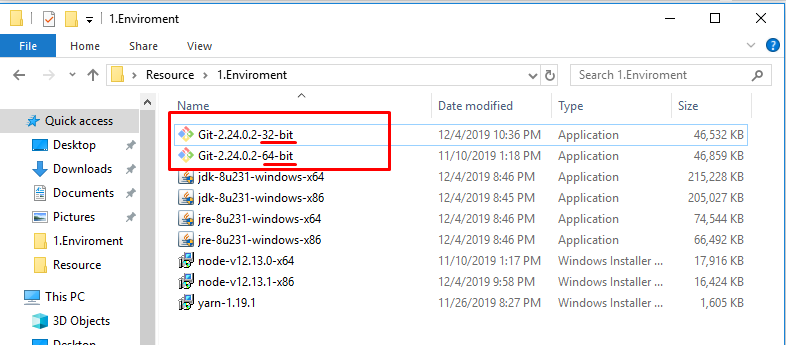 1.Enviroment
File Home Share View
Resource 1.Enviroment Search 1.Enviroment
Name Date modified Type Size
Quick access
Desktop
Downloads
Documents
Pictures
1.Enviroment
Resource
This PC
3D Objects
Desktop
Git-2.24.0.2-32-bit 12/4/2019 10:36 PM Application 46,532 KB
Git-2.24.0.2-64-bit 11/10/2019 1:18 PM Application 46,859 KB
jdk-8u231-windows-x64 12/4/2019 8:46 PM Application 215,228 KB
jdk-8u231-windows-x86 12/4/2019 8:45 PM Application 205,027 KB
jre-8u231-windows-x64 12/4/2019 8:46 PM Application 74,544 KB
jre-8u231-windows-x86 12/4/2019 8:46 PM Application 66,492 KB
node-v12.13.0-x64 11/10/2019 1:17 PM Windows Installer ... 17,916 KB
node-v12.13.1-x86 12/4/2019 9:58 PM Windows Installer ... 16,424 KB
yarn-1.19.1 11/26/2019 8:27 PM Windows Installer ... 1,605 KB